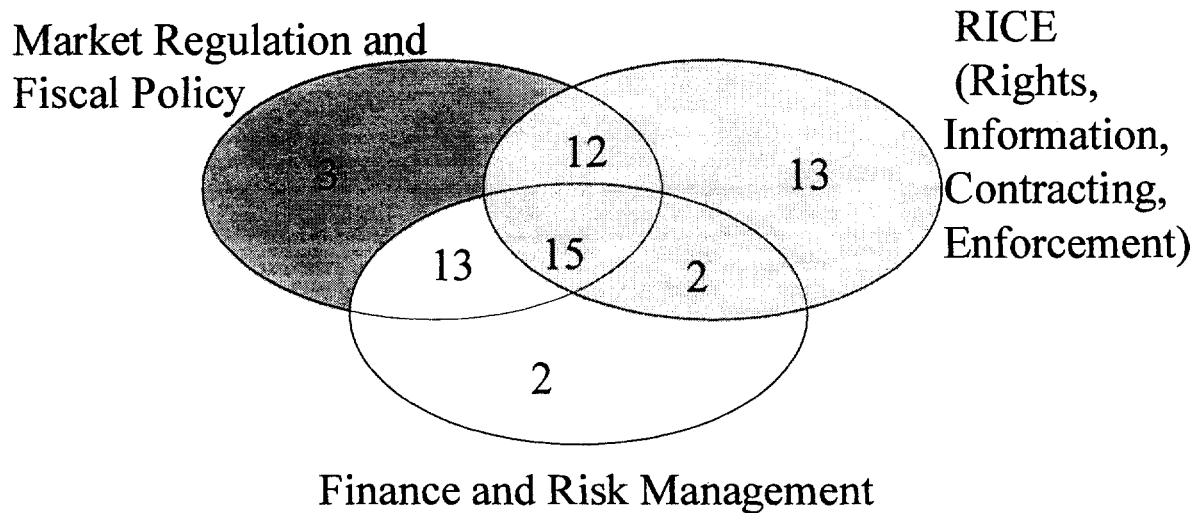 Market Regulation and
Fiscal Policy
RICE
(Rights,
Information,
Contracting,
Enforcement)
3
12
13
13
15
2
2
Finance and Risk Management